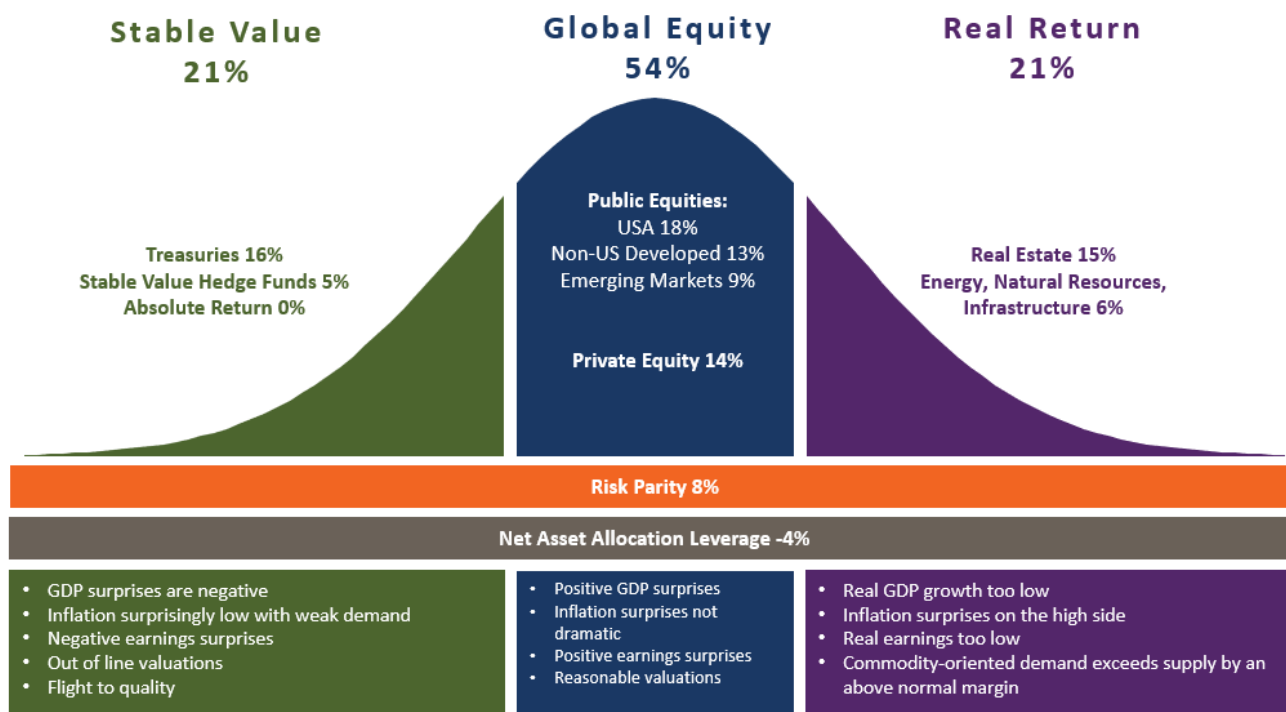 Stable Value
21%
Global Equity
54%
Real Return
21%
Treasuries 16%
Stable Value Hedge Funds 5%
Absolute Return 0%
Public Equities:
USA 18%
Non-US Developed 13%
Emerging Markets 9%
Private Equity 14%
Real Estate 15%
Energy, Natural Resources,
Infrastructure 6%
Risk Parity 8%
Net Asset Allocation Leverage -4%
• GDP surprises are negative
• Inflation surprisingly low with weak demand
• Negative earnings surprises
• Out of line valuations
• Flight to quality
• Positive GDP surprises
• Inflation surprises not
dramatic
• Positive earnings surprises
• Reasonable valuations
• Real GDP growth too low
• Inflation surprises on the high side
• Real earnings too low
• Commodity-oriented demand exceeds supply by an
above normal margin